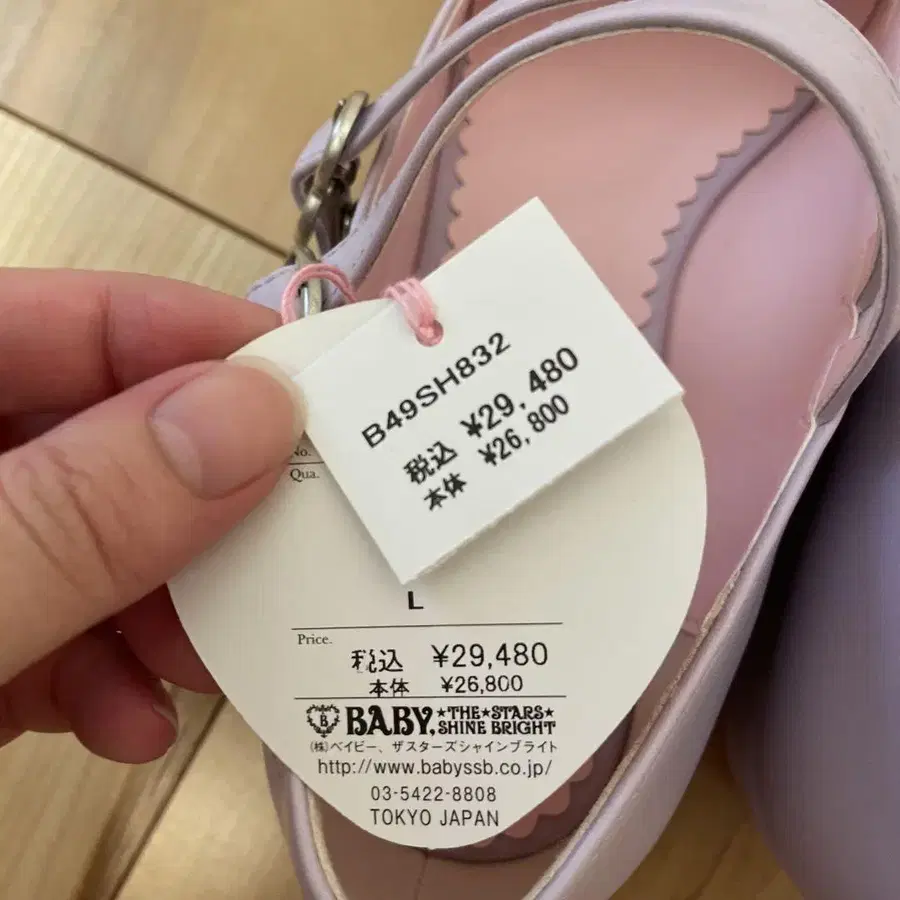 B49SH832
税込 ¥29,480
本体 ¥26,800
No.
Qua.
L
Price.
税込 ¥29,480
本体 ¥26,800
B BABY, ★THE★STARS★
SHINE BRIGHT
(株)ベイビー、ザスターズシャインブライト
http://www.babyssb.co.jp/
03-5422-8808
TOKYO JAPAN